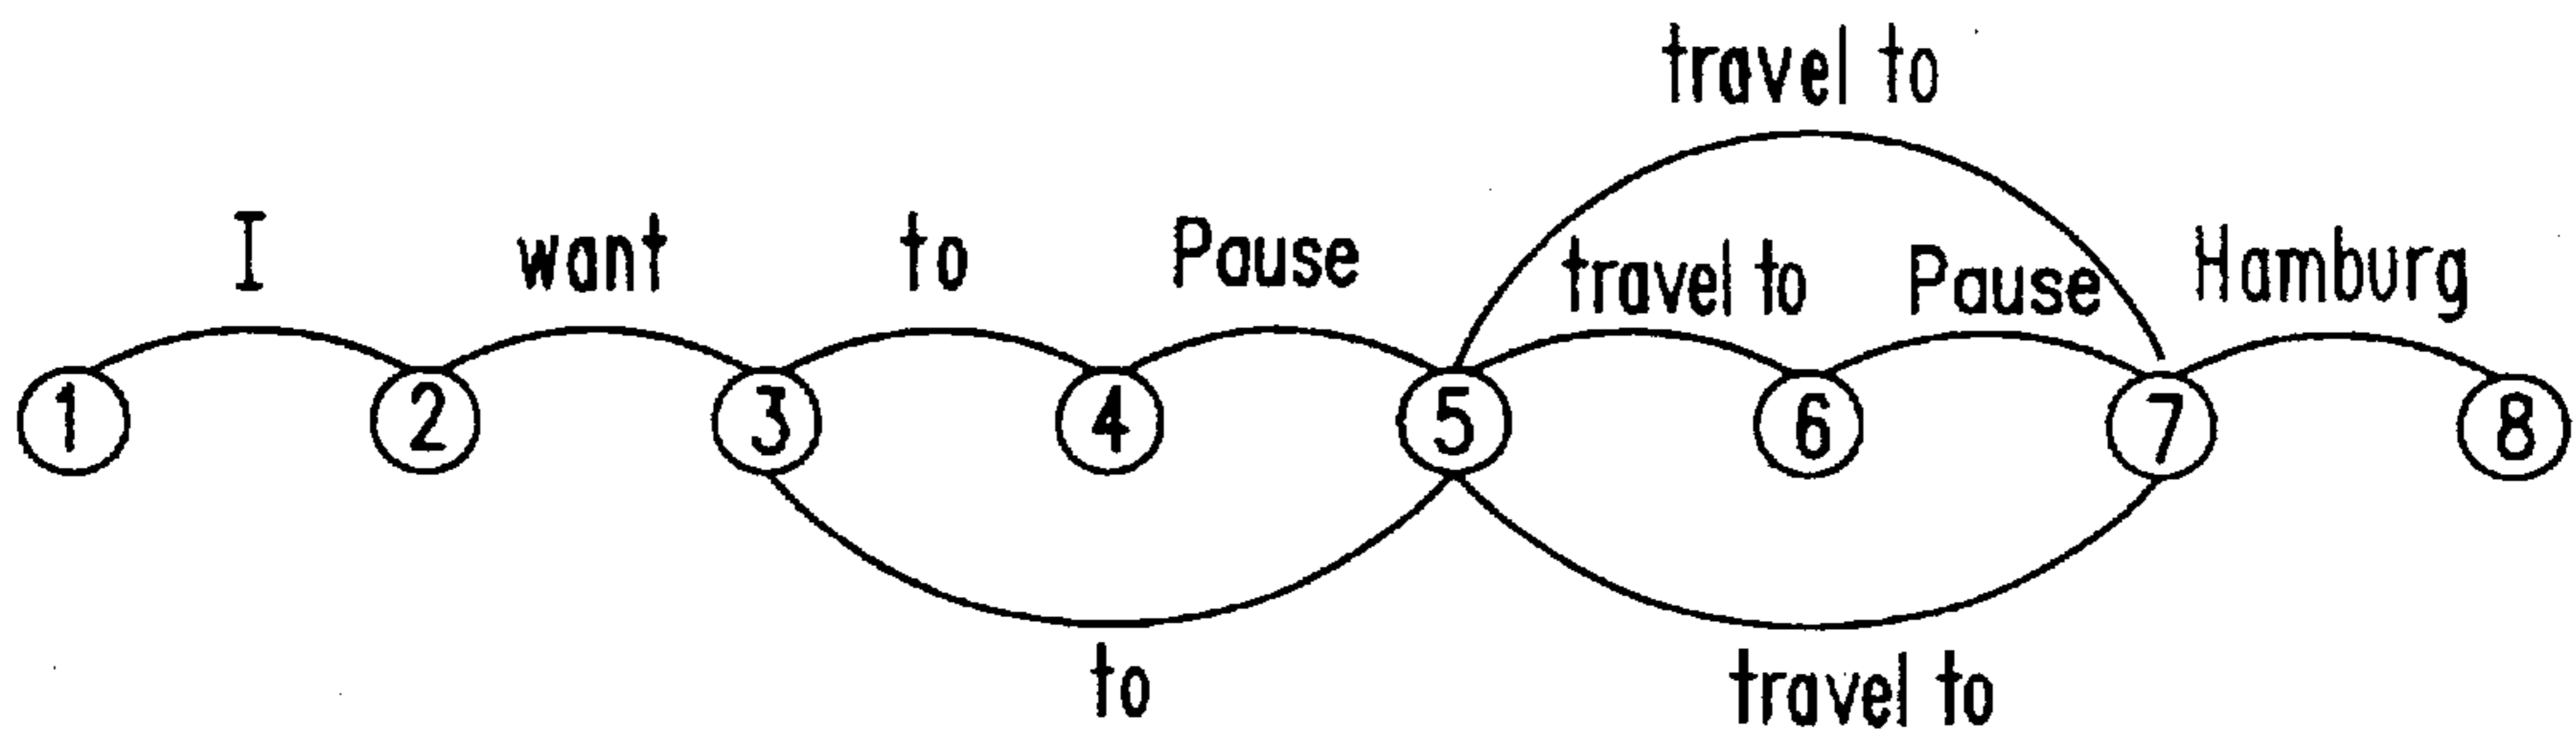 travel to
I want to Pause travel to Pause Hamburg
1 2 3 4 5 6 7 8
to travel to